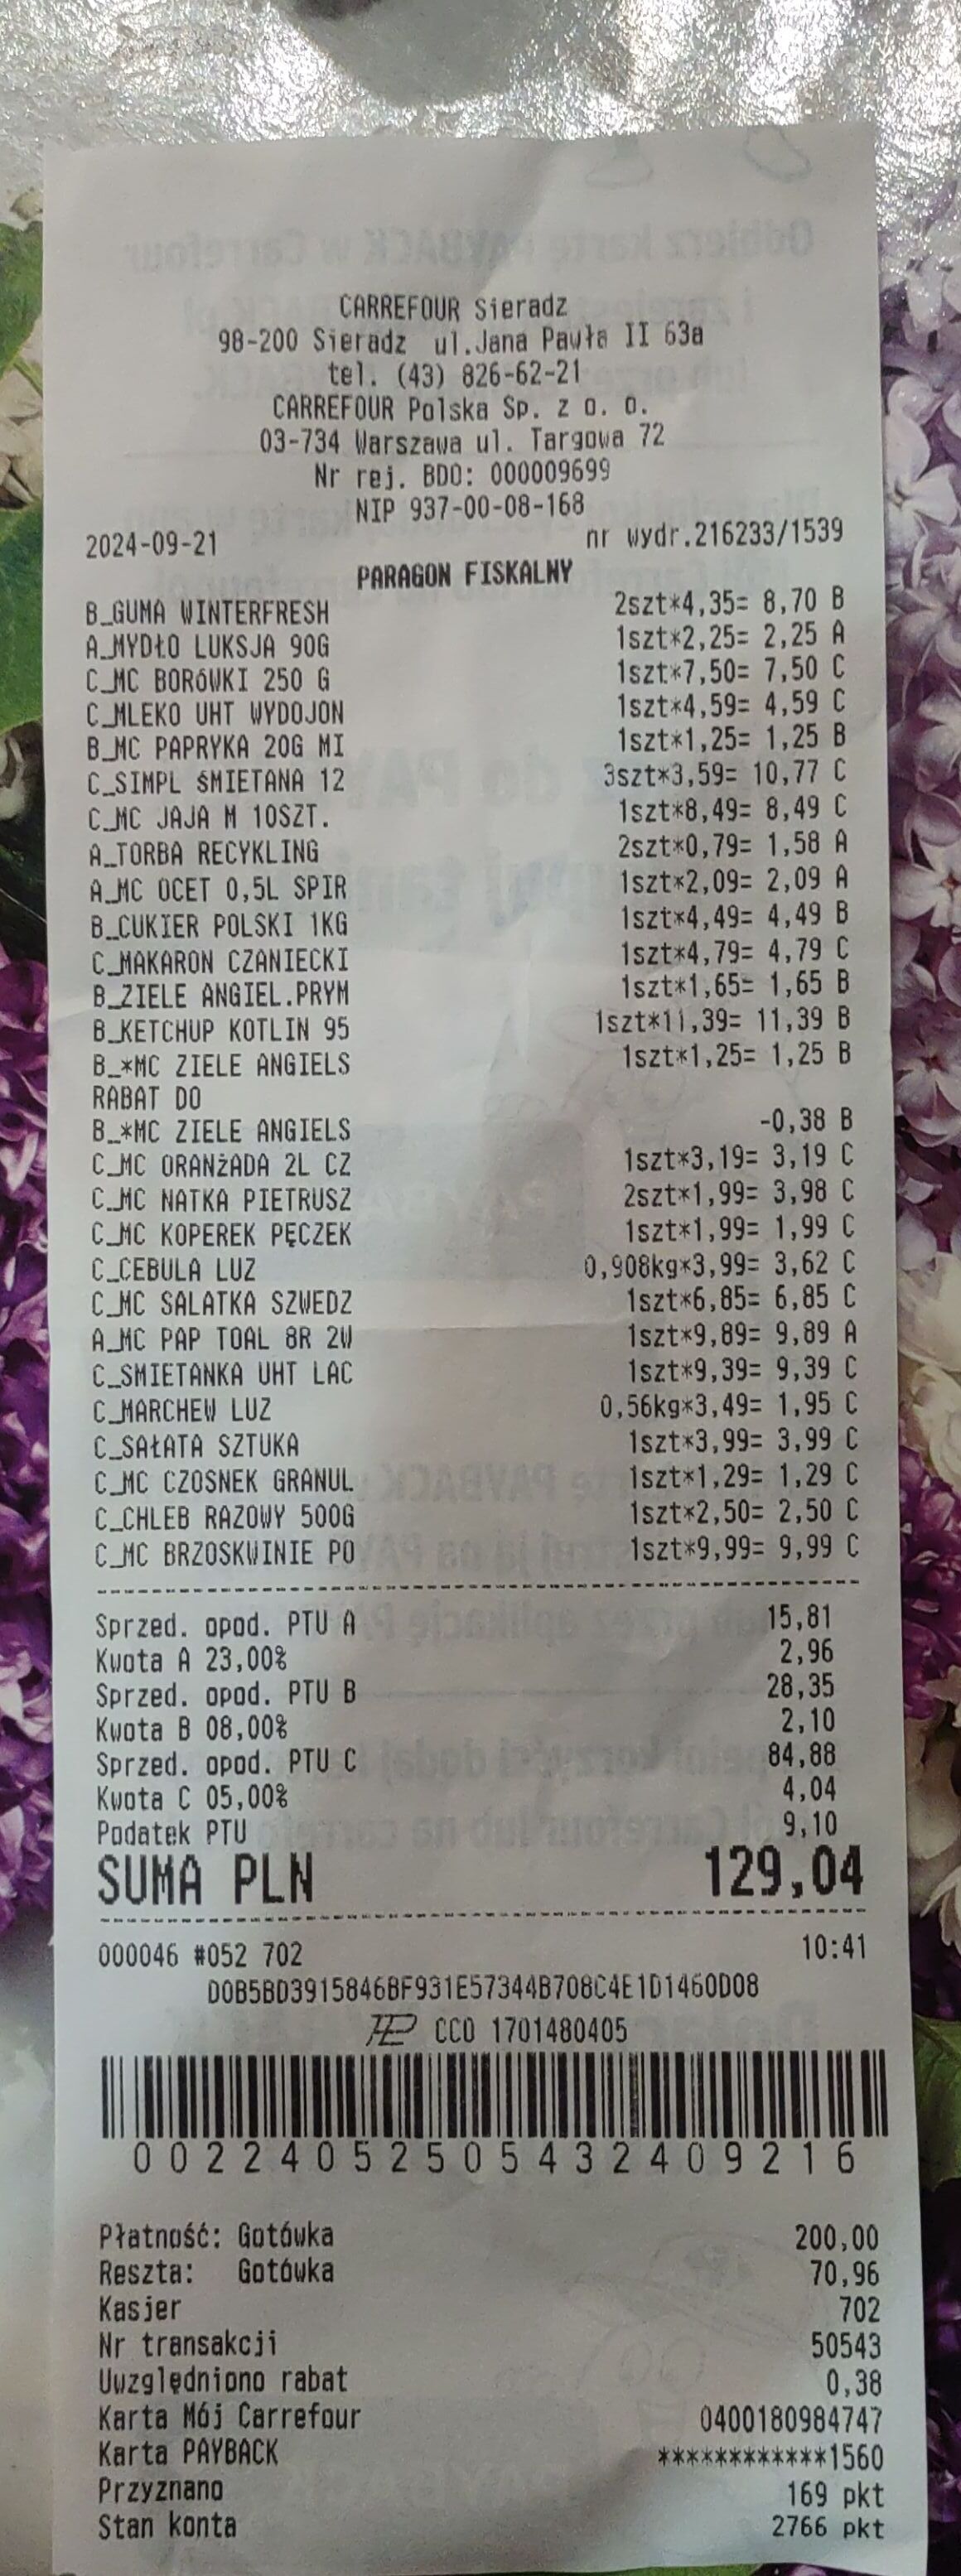 CARREFOUR Sieradz
98-200 Sieradz ul.Jana Pawła II 63a
tel. (43) 826-62-21
CARREFOUR Polska Sp. z o. o.
03-734 Warszawa ul. Targowa 72
Nr rej. BDO: 000009699
NIP 937-00-08-168
2024-09-21 nr wydr.216233/1539
PARAGON FISKALNY
B_GUMA WINTERFRESH 2szt*4,35= 8,70 B
A_MYDŁO LUKSJA 90G 1szt*2,25= 2,25 A
C_MC BORÓWKI 250 G 1szt*7,50= 7,50 C
C_MLEKO UHT WYDOJON 1szt*4,59= 4,59 C
B_MC PAPRYKA 20G MI 1szt*1,25= 1,25 B
C_SIMPL ŚMIETANA 12 3szt*3,59= 10,77 C
C_MC JAJA M 10SZT. 1szt*8,49= 8,49 C
A_TORBA RECYKLING 2szt*0,79= 1,58 A
A_MC OCET 0,5L SPIR 1szt*2,09= 2,09 A
B_CUKIER POLSKI 1KG 1szt*4,49= 4,49 B
C_MAKARON CZANIECKI 1szt*4,79= 4,79 C
B_ZIELE ANGIEL.PRYM 1szt*1,65= 1,65 B
B_KETCHUP KOTLIN 95 1szt*11,39= 11,39 B
B_*MC ZIELE ANGIELS 1szt*1,25= 1,25 B
RABAT DO
B_*MC ZIELE ANGIELS -0,38 B
C_MC ORANŻADA 2L CZ 1szt*3,19= 3,19 C
C_MC NATKA PIETRUSZ 2szt*1,99= 3,98 C
C_MC KOPEREK PĘCZEK 1szt*1,99= 1,99 C
C_CEBULA LUZ 0,908kg*3,99= 3,62 C
C_MC SALATKA SZWEDZ 1szt*6,85= 6,85 C
A_MC PAP TOAL 8R 2W 1szt*9,89= 9,89 A
C_SMIETANKA UHT LAC 1szt*9,39= 9,39 C
C_MARCHEW LUZ 0,56kg*3,49= 1,95 C
C_SAŁATA SZTUKA 1szt*3,99= 3,99 C
C_MC CZOSNEK GRANUL 1szt*1,29= 1,29 C
C_CHLEB RAZOWY 500G 1szt*2,50= 2,50 C
C_MC BRZOSKWINIE PO 1szt*9,99= 9,99 C
Sprzed. opod. PTU A 15,81
Kwota A 23,00% 2,96
Sprzed. opod. PTU B 28,35
Kwota B 08,00% 2,10
Sprzed. opod. PTU C 84,88
Kwota C 05,00% 4,04
Podatek PTU 9,10
SUMA PLN 129,04
000046 #052 702 10:41
D0B5BD3915846BF931E57344B708C4E1D1460D08
CCO 1701480405
00224052505432409216
Płatność: Gotówka 200,00
Reszta: Gotówka 70,96
Kasjer 702
Nr transakcji 50543
Uwzględniono rabat 0,38
Karta Mój Carrefour 0400180984747
Karta PAYBACK ************1560
Przyznano 169 pkt
Stan konta 2766 pkt